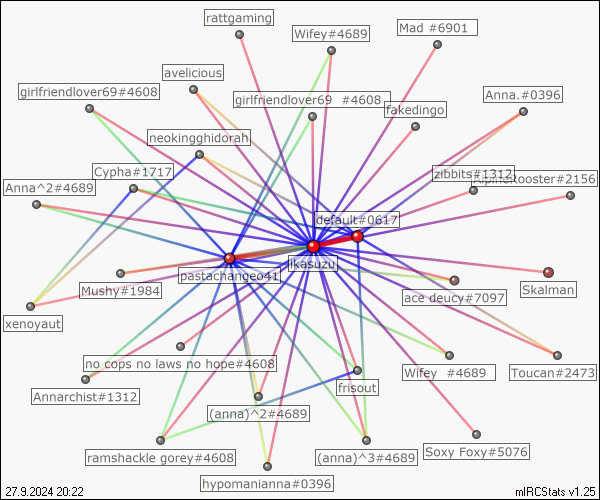 rattgaming
Wifey#4689
Mad #6901
avelicious
girlfriendlover69#4608
girlfriendlover69 #4608
Anna.#0396
fakedingo
neokingghidorah
Cypha#1717
zibbits#1312
#2156
Anna^2#4689
default#0617
jikasuzu
pastachangeo41
Mushy#1984
ace deucy#7097
Skalman
xenoyaut
no cops no laws no hope#4608
Wifey #4689
Toucan#2473
Annarchist#1312
frisout
(anna)^2#4689
ramshackle gorey#4608
(anna)^3#4689
Soxy Foxy#5076
hypomanianna#0396
27.9.2024 20:22
mIRCStats v1.25